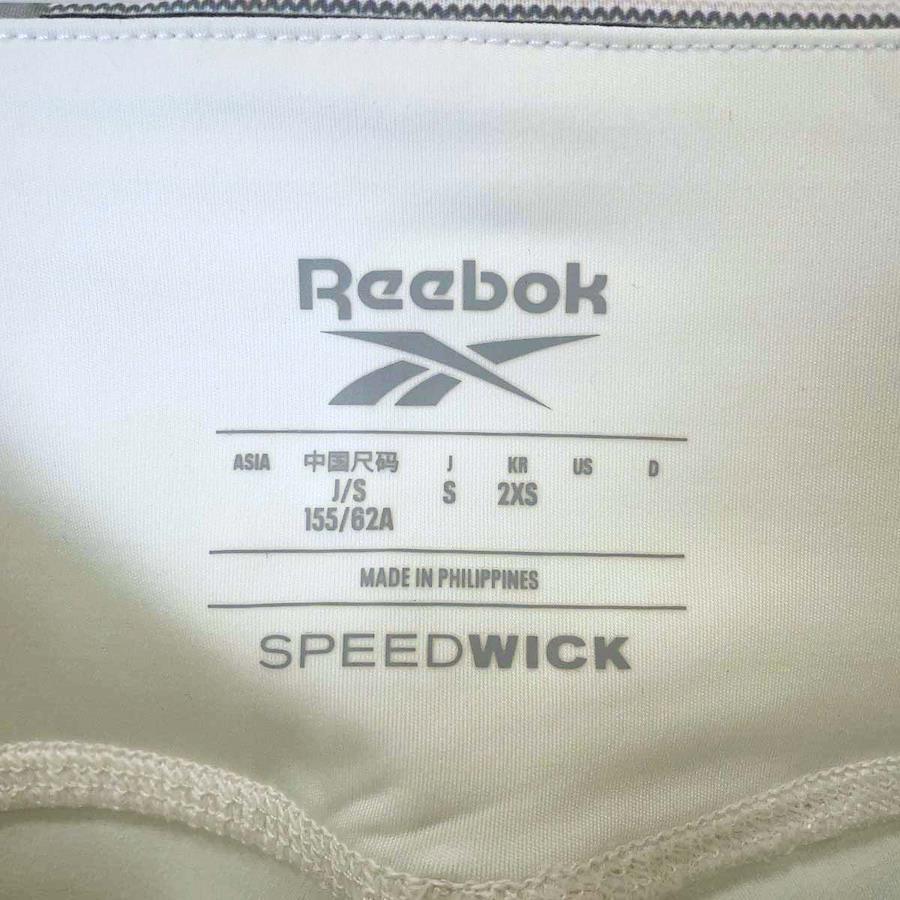 Reebok
ASIA 中国尺码 J KR US D
J/S S 2XS
155/62A
MADE IN PHILIPPINES
SPEEDWICK